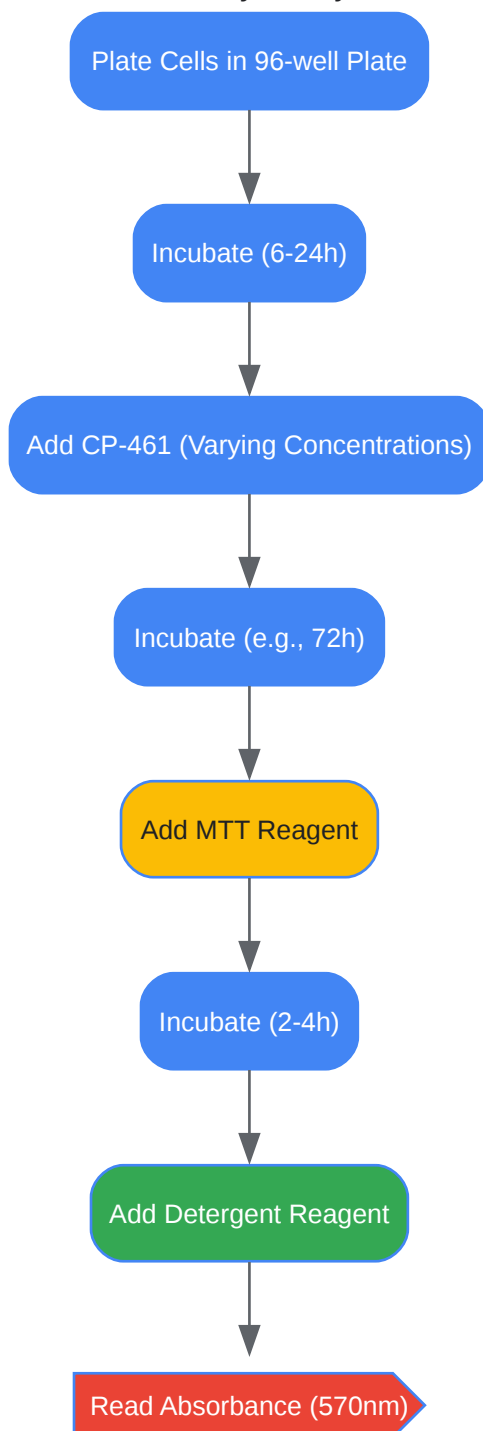 Plate Cells in 96-well Plate
Incubate (6-24h)
Add CP-461 (Varying Concentrations)
Incubate (e.g., 72h)
Add MTT Reagent
Incubate (2-4h)
Add Detergent Reagent
Read Absorbance (570nm)